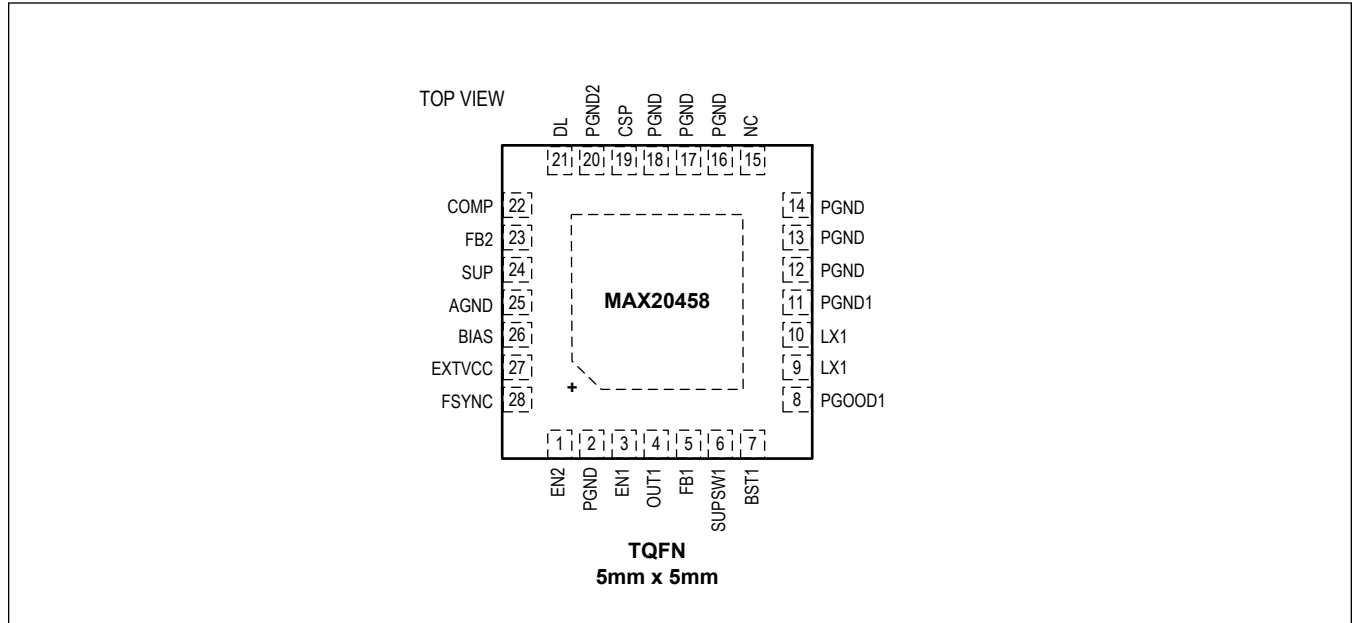 TOP VIEW
DL
PGND2
CSP
PGND
PGND
PGND
NC
21
20
19
18
17
16
15
COMP 22
FB2 23
SUP 24
AGND 25
BIAS 26
EXTVCC 27
FSYNC 28
MAX20458
+
14 PGND
13 PGND
12 PGND
11 PGND1
10 LX1
9 LX1
8 PGOOD1
1
2
3
4
5
6
7
EN2
PGND
EN1
OUT1
FB1
SUPSW1
BST1
TQFN
5mm x 5mm